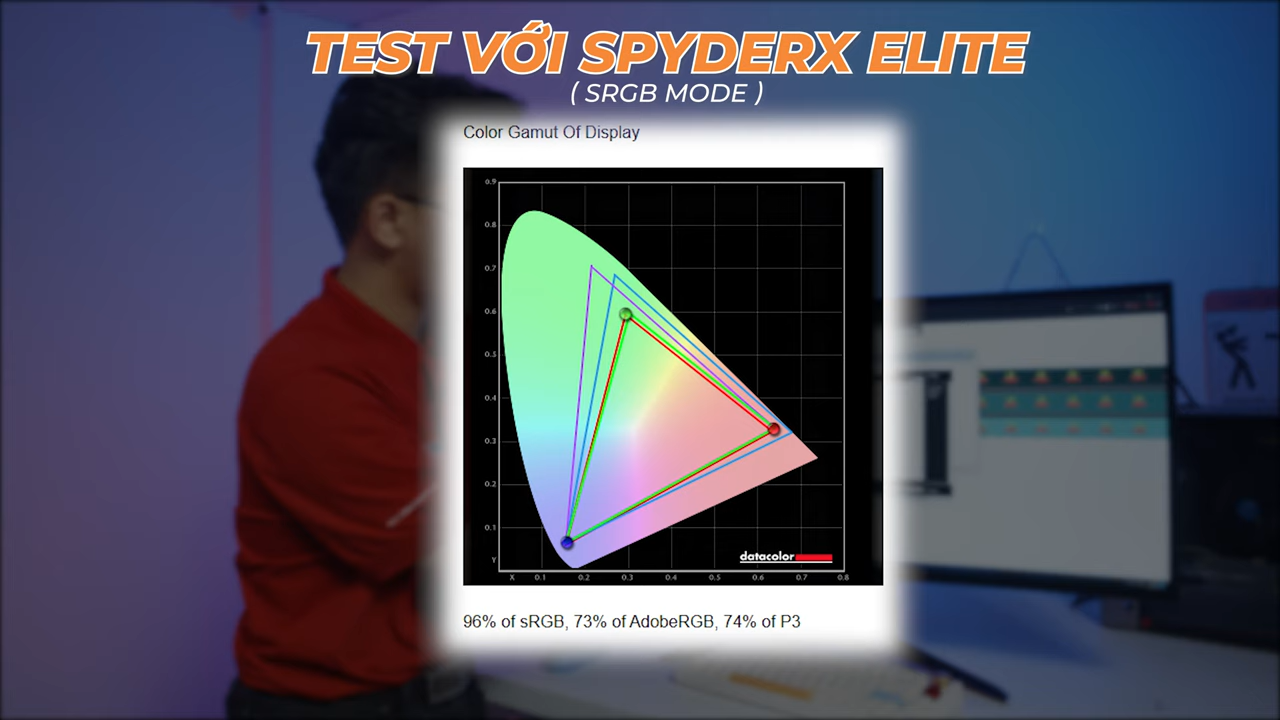 TEST VỚI SPYDERX ELITE
( SRGB MODE )
Color Gamut Of Display
0.9
0.8
0.7
0.6
0.5
0.4
0.3
0.2
0.1
Y
X 0.1 0.2 0.3 0.4 0.5 0.6 0.7 0.8
datacolor
96% of sRGB, 73% of AdobeRGB, 74% of P3